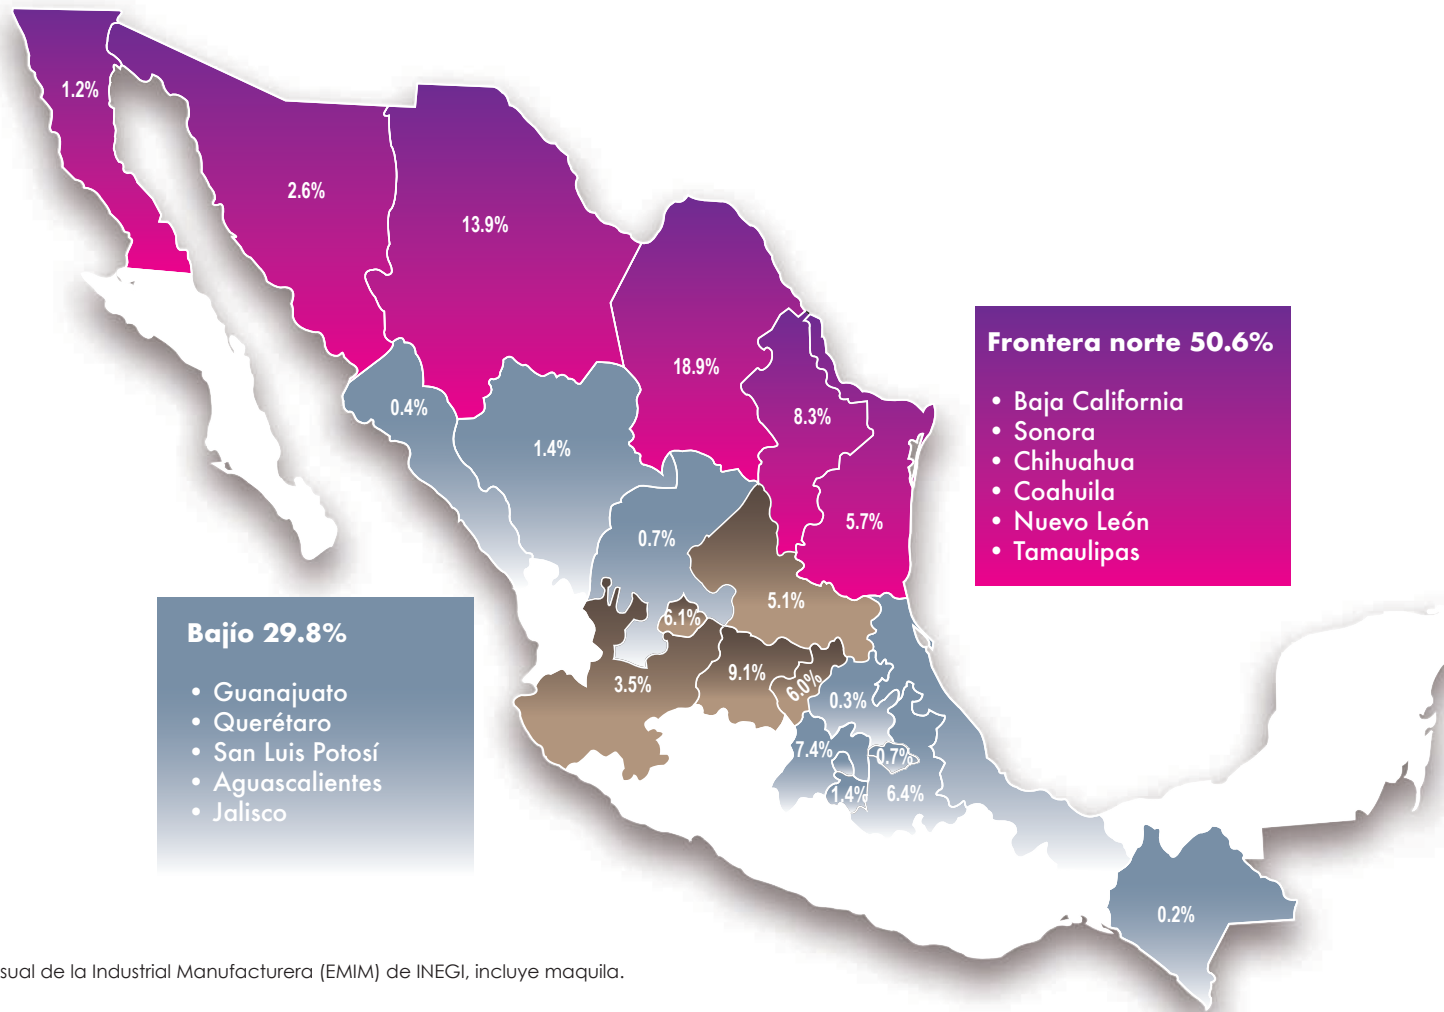 1.2%
2.6%
13.9%
18.9%
8.3%
5.7%
0.4%
1.4%
0.7%
5.1%
6.1%
3.5%
9.1%
6.0%
0.3%
7.4%
0.7%
1.4%
6.4%
0.2%
Frontera norte 50.6%
• Baja California
• Sonora
• Chihuahua
• Coahuila
• Nuevo León
• Tamaulipas
Bajío 29.8%
• Guanajuato
• Querétaro
• San Luis Potosí
• Aguascalientes
• Jalisco
sual de la Industrial Manufacturera (EMIM) de INEGI, incluye maquila.